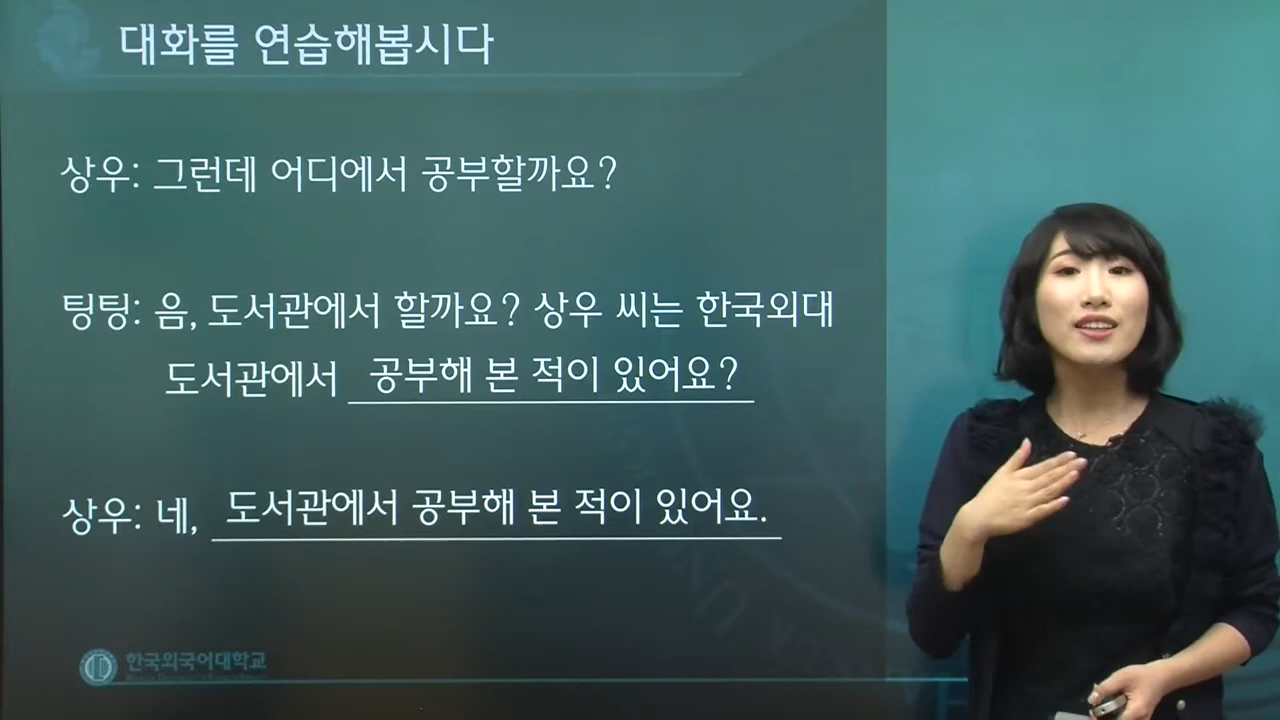 대화를 연습해봅시다
상우: 그런데 어디에서 공부할까요?
팅팅: 음, 도서관에서 할까요? 상우 씨는 한국외대
도서관에서 공부해 본 적이 있어요?
상우: 네, 도서관에서 공부해 본 적이 있어요.
한국외국어대학교